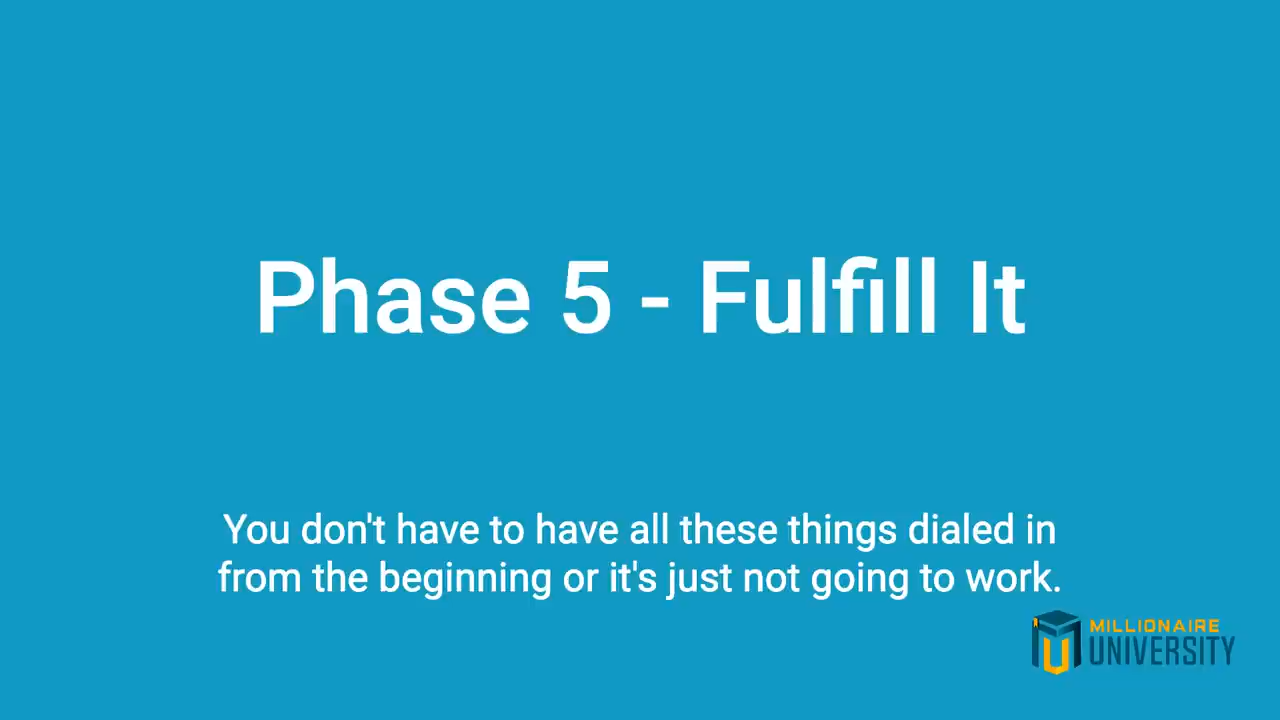 Phase 5 - Fulfill It
You don't have to have all these things dialed in
from the beginning or it's just not going to work.
MILLIONAIRE
UNIVERSITY